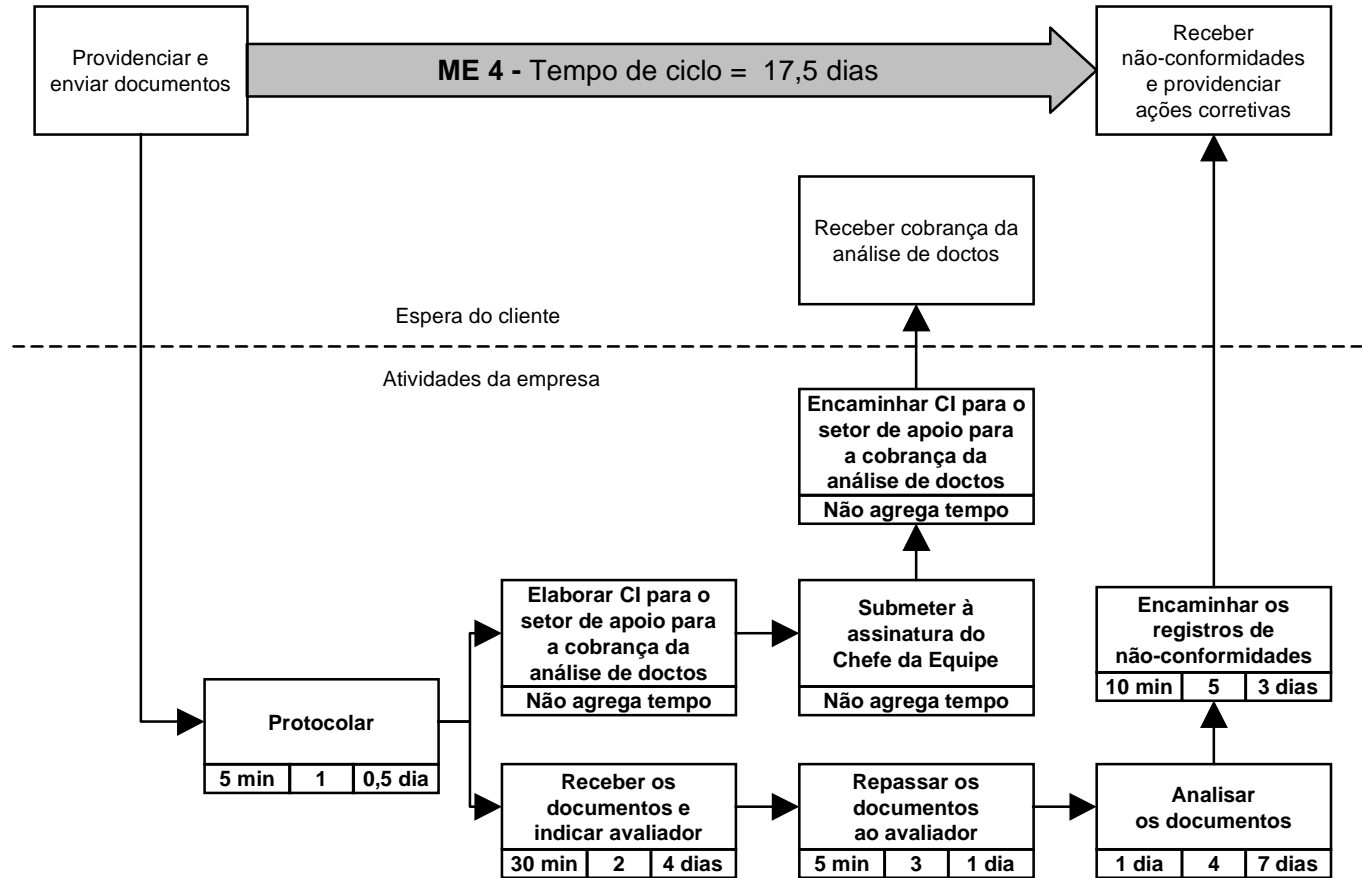 Providenciar e
enviar documentos
ME 4 - Tempo de ciclo = 17,5 dias
Receber
não-conformidades
e providenciar
ações corretivas
Receber cobrança da
análise de doctos
Espera do cliente
Atividades da empresa
Encaminhar CI para o
setor de apoio para
a cobrança da
análise de doctos
Não agrega tempo
Elaborar CI para o
setor de apoio para
a cobrança da
análise de doctos
Não agrega tempo
Submeter à
assinatura do
Chefe da Equipe
Não agrega tempo
Encaminhar os
registros de
não-conformidades
10 min 5 3 dias
Protocolar
5 min 1 0,5 dia
Receber os
documentos e
indicar avaliador
30 min 2 4 dias
Repassar os
documentos
ao avaliador
5 min 3 1 dia
Analisar
os documentos
1 dia 4 7 dias